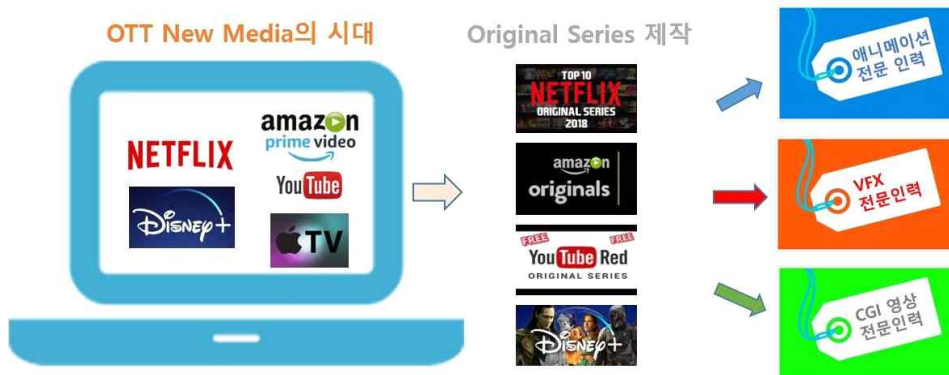 OTT New Media의 시대
NETFLIX
amazon
prime video
YouTube
Disney+
TV
Original Series 제작
TOP 10
NETFLIX
ORIGINAL SERIES
2018
amazon
originals
FREE FREE
YouTube Red
ORIGINAL SERIES
Disney+
애니메이션
전문 인력
VFX
전문인력
CGI 영상
전문인력